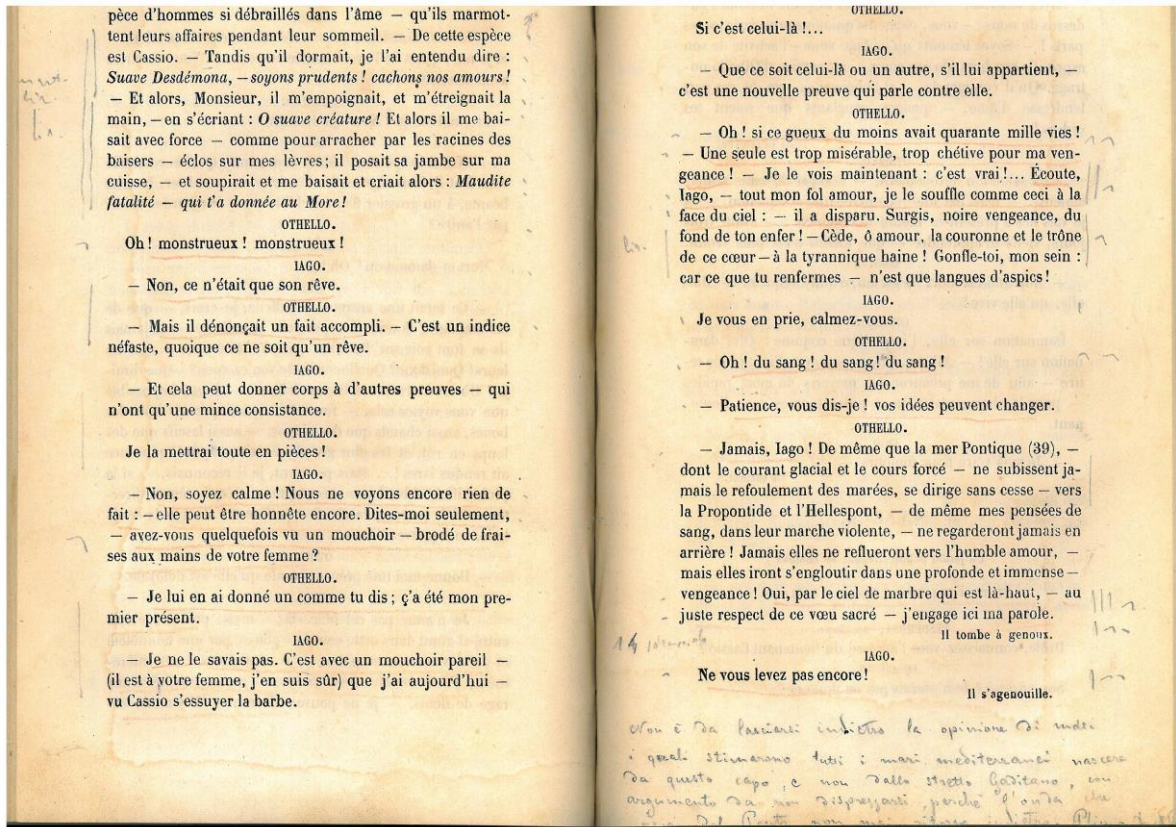 pèce d'hommes si débraillés dans l'âme — qu'ils marmot-
tent leurs affaires pendant leur sommeil. — De cette espèce
est Cassio. — Tandis qu'il dormait, je l'ai entendu dire :
Suave Desdémona, — soyons prudents ! cachons nos amours !
— Et alors, Monsieur, il m'empoignait, et m'étreignait la
main, — en s'écriant : O suave créature ! Et alors il me bai-
sait avec force — comme pour arracher par les racines des
baisers — éclos sur mes lèvres ; il posait sa jambe sur ma
cuisse, — et soupirait et me baisait et criait alors : Maudite
fatalité — qui t'a donnée au More !
OTHELLO.
Oh ! monstrueux ! monstrueux !
IAGO.
— Non, ce n'était que son rêve.
OTHELLO.
— Mais il dénonçait un fait accompli. — C'est un indice
néfaste, quoique ce ne soit qu'un rêve.
IAGO.
— Et cela peut donner corps à d'autres preuves — qui
n'ont qu'une mince consistance.
OTHELLO.
Je la mettrai toute en pièces !
IAGO.
— Non, soyez calme ! Nous ne voyons encore rien de
fait : — elle peut être honnête encore. Dites-moi seulement,
— avez-vous quelquefois vu un mouchoir — brodé de frai-
ses aux mains de votre femme ?
OTHELLO.
— Je lui en ai donné un comme tu dis ; ç'a été mon pre-
mier présent.
IAGO.
— Je ne le savais pas. C'est avec un mouchoir pareil —
(il est à votre femme, j'en suis sûr) que j'ai aujourd'hui —
vu Cassio s'essuyer la barbe.
OTHELLO.
Si c'est celui-là !...
IAGO.
— Que ce soit celui-là ou un autre, s'il lui appartient, —
c'est une nouvelle preuve qui parle contre elle.
OTHELLO.
— Oh ! si ce gueux du moins avait quarante mille vies !
— Une seule est trop misérable, trop chétive pour ma ven-
geance ! — Je le vois maintenant : c'est vrai !... Écoute,
Iago, — tout mon fol amour, je le souffle comme ceci à la
face du ciel : — il a disparu. Surgis, noire vengeance, du
fond de ton enfer ! — Cède, ô amour, la couronne et le trône
de ce cœur — à la tyrannique haine ! Gonfle-toi, mon sein :
car ce que tu renfermes — n'est que langues d'aspics !
IAGO.
Je vous en prie, calmez-vous.
OTHELLO.
— Oh ! du sang ! du sang ! du sang !
IAGO.
— Patience, vous dis-je ! vos idées peuvent changer.
OTHELLO.
— Jamais, Iago ! De même que la mer Pontique (39), —
dont le courant glacial et le cours forcé — ne subissent ja-
mais le refoulement des marées, se dirige sans cesse — vers
la Propontide et l'Hellespont, — de même mes pensées de
sang, dans leur marche violente, — ne regarderont jamais en
arrière ! Jamais elles ne reflueront vers l'humble amour, —
mais elles iront s'engloutir dans une profonde et immense —
vengeance ! Oui, par le ciel de marbre qui est là-haut, — au
juste respect de ce vœu sacré — j'engage ici ma parole.
Il tombe à genoux.
IAGO.
Ne vous levez pas encore !
Il s'agenouille.
Non è da lasciarsi indietro la opinione di molti
i quali stimarono tutti i mari mediterranei nascere
da questo capo, e non dallo stretto Gaditano, con
argumento da non disprezzarsi, perchè l'onda che